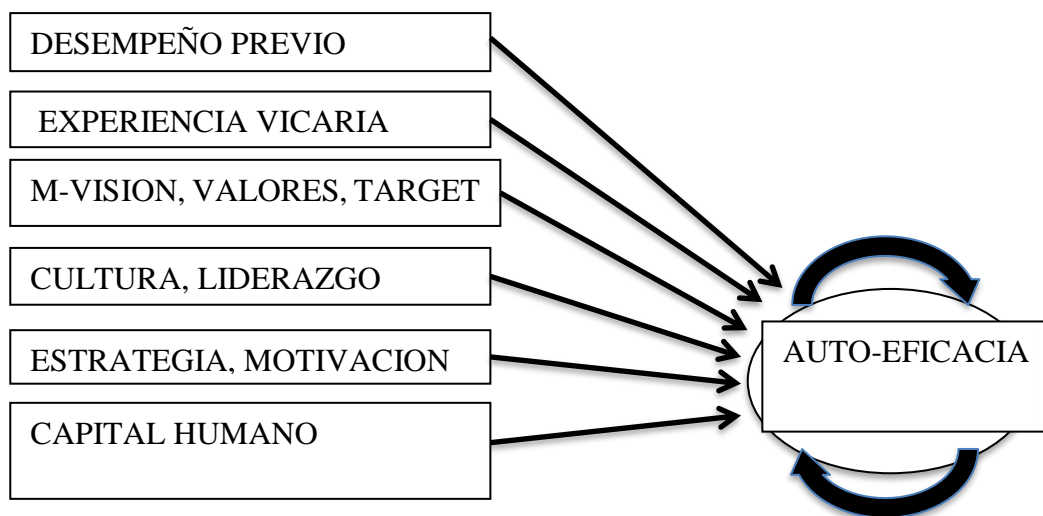 DESEMPEÑO PREVIO
EXPERIENCIA VICARIA
M-VISION, VALORES, TARGET
CULTURA, LIDERAZGO
ESTRATEGIA, MOTIVACION
CAPITAL HUMANO
AUTO-EFICACIA